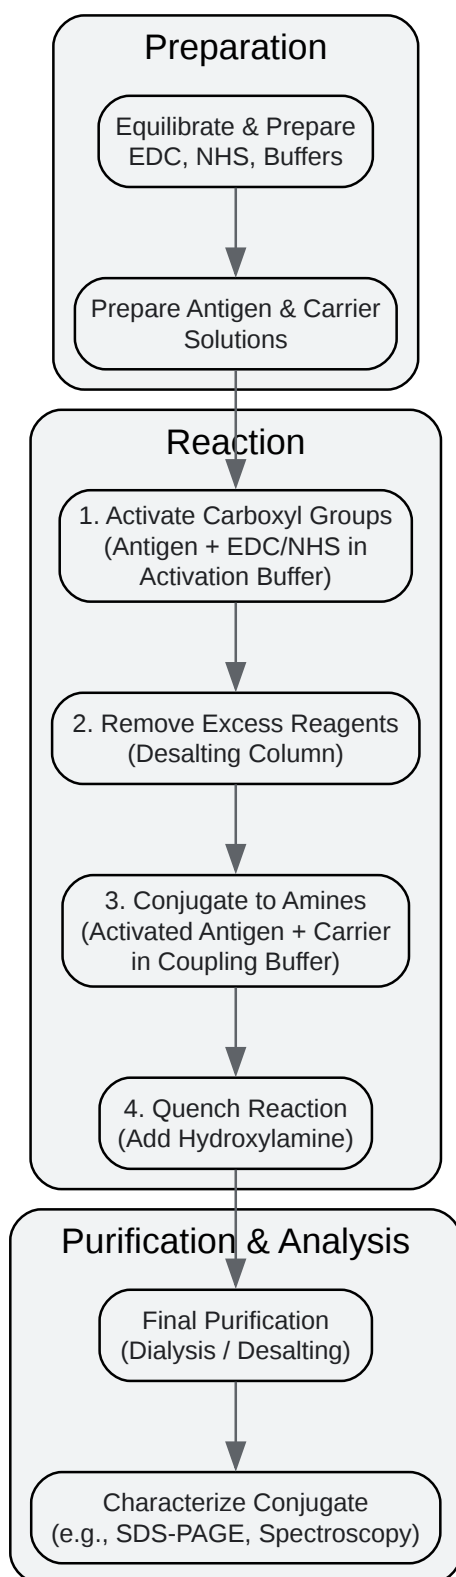 Preparation
Equilibrate & Prepare
EDC, NHS, Buffers
Prepare Antigen & Carrier
Solutions
Reaction
1. Activate Carboxyl Groups
(Antigen + EDC/NHS in
Activation Buffer)
2. Remove Excess Reagents
(Desalting Column)
3. Conjugate to Amines
(Activated Antigen + Carrier
in Coupling Buffer)
4. Quench Reaction
(Add Hydroxylamine)
Purification & Analysis
Final Purification
(Dialysis / Desalting)
Characterize Conjugate
(e.g., SDS-PAGE, Spectroscopy)